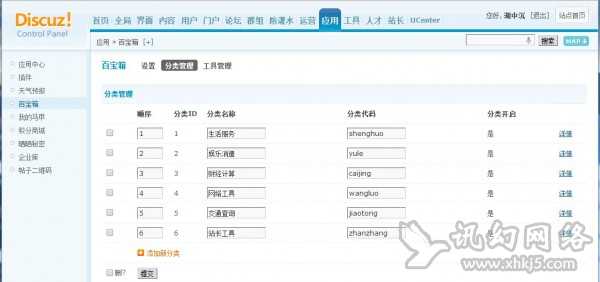 Discuz!
Control Panel
首页 全局 界面 内容 用户 门户 论坛 群组 防灌水 运营 应用 工具 人才 站长 UCenter
您好, 湘中沉 [退出] 站点首页
应用 » 百宝箱 [+]
搜索 MAP
应用中心
插件
天气预报
百宝箱
我的马甲
积分商城
晒晒秘密
企业库
帖子二维码
百宝箱 设置 分类管理 工具管理
分类管理
顺序 分类ID 分类名称 分类代码 分类开启
1 1 生活服务 shenghuo 是 详情
2 2 娱乐消遣 yule 是 详情
3 3 财经计算 caijing 是 详情
4 4 网络工具 wangluo 是 详情
5 5 交通查询 jiaotong 是 详情
6 6 站长工具 zhanzhang 是 详情
添加新分类
删? 提交
讯幻网络
www.xhkj5.com